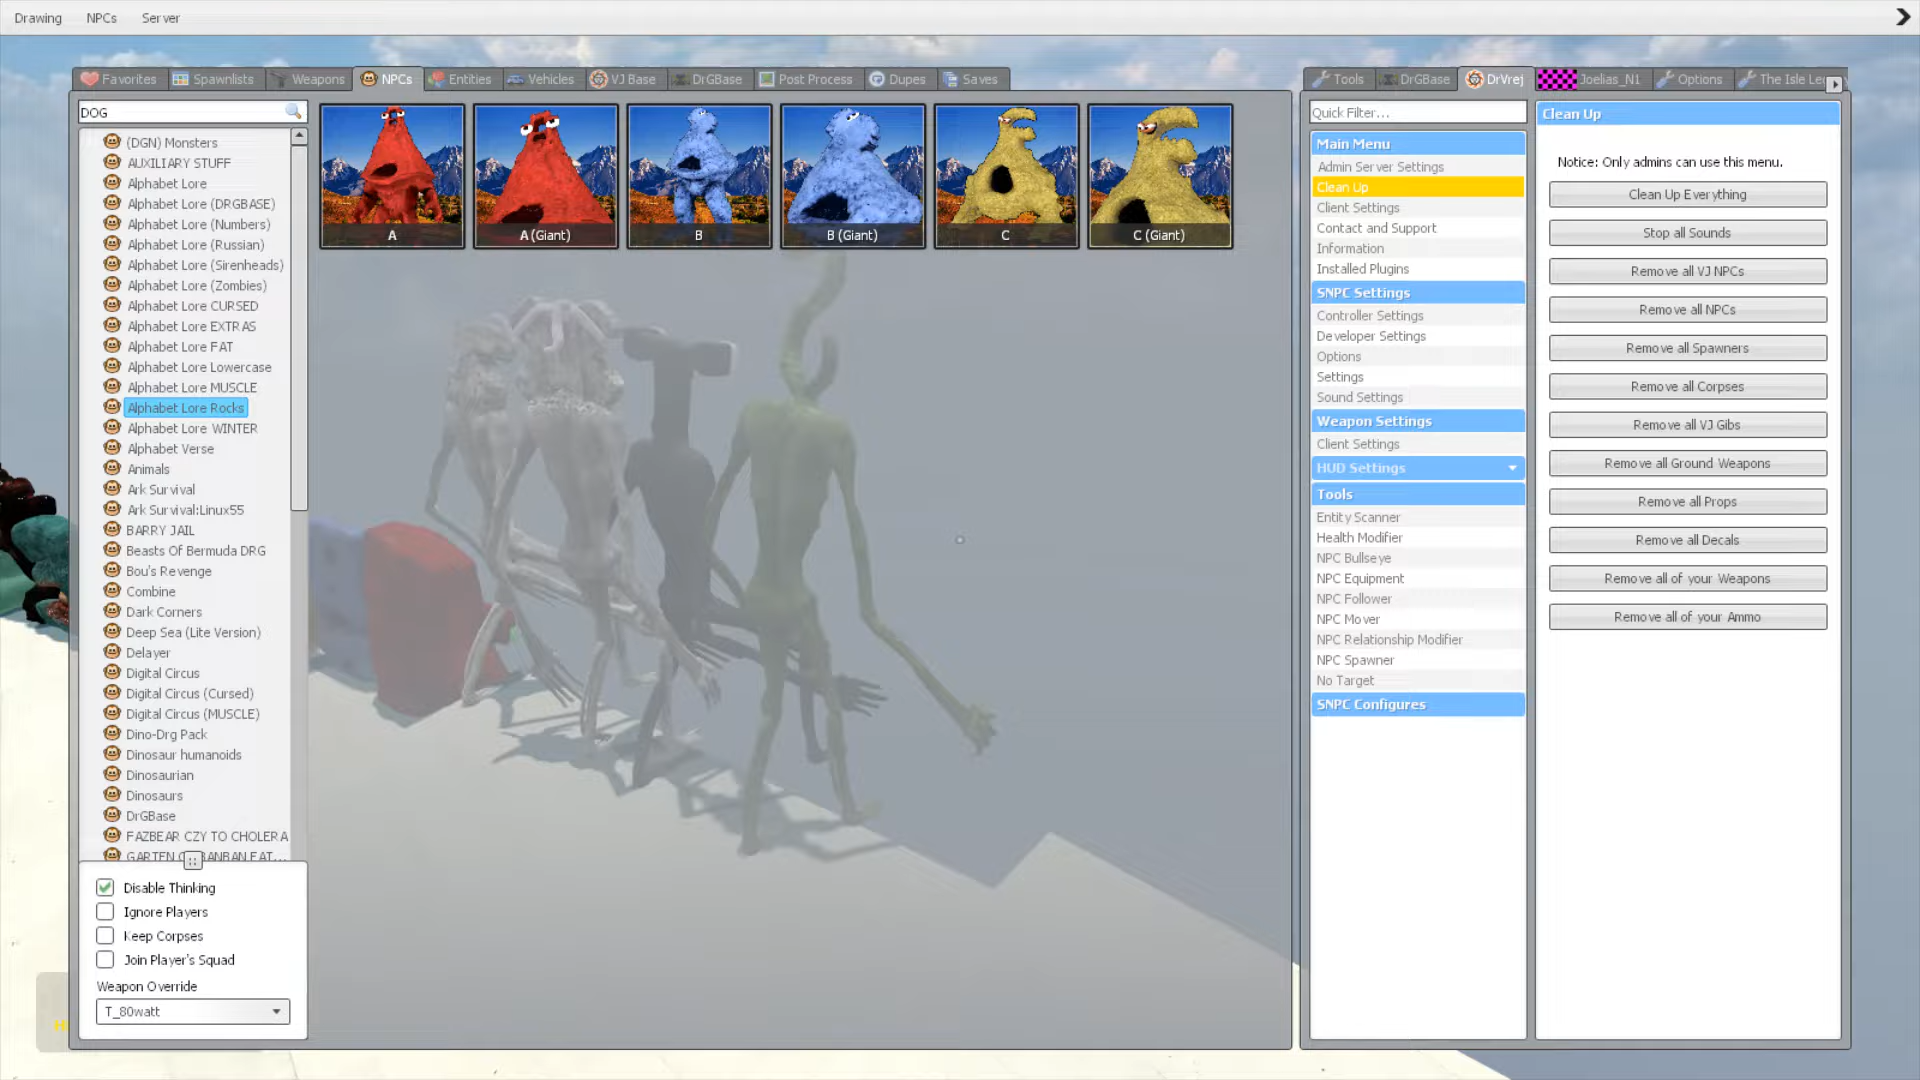 Drawing NPCs Server
Favorites Spawnlists Weapons NPCs Entities Vehicles VJ Base DrGBase Post Process Dupes Saves
DOG
(DGN) Monsters
AUXILIARY STUFF
Alphabet Lore
Alphabet Lore (DRGBASE)
Alphabet Lore (Numbers)
Alphabet Lore (Russian)
Alphabet Lore (Sirenheads)
Alphabet Lore (Zombies)
Alphabet Lore CURSED
Alphabet Lore EXTRAS
Alphabet Lore FAT
Alphabet Lore Lowercase
Alphabet Lore MUSCLE
Alphabet Lore Rocks
Alphabet Lore WINTER
Alphabet Verse
Animals
Ark Survival
Ark Survival:Linux55
BARRY JAIL
Beasts Of Bermuda DRG
Bou's Revenge
Combine
Dark Corners
Deep Sea (Lite Version)
Delayer
Digital Circus
Digital Circus (Cursed)
Digital Circus (MUSCLE)
Dino-Drg Pack
Dinosaur humanoids
Dinosaurian
Dinosaurs
DrGBase
FAZBEAR CZY TO CHOLERA
GARTEN
Disable Thinking
Ignore Players
Keep Corpses
Join Player's Squad
Weapon Override
T_80watt
A A (Giant) B B (Giant) C C (Giant)
Tools DrGBase DrVrej Joelias_N1 Options The Isle Le
Quick Filter...
Main Menu
Admin Server Settings
Clean Up
Client Settings
Contact and Support
Information
Installed Plugins
SNPC Settings
Controller Settings
Developer Settings
Options
Settings
Sound Settings
Weapon Settings
Client Settings
HUD Settings
Tools
Entity Scanner
Health Modifier
NPC Bullseye
NPC Equipment
NPC Follower
NPC Mover
NPC Relationship Modifier
NPC Spawner
No Target
SNPC Configures
Clean Up
Notice: Only admins can use this menu.
Clean Up Everything
Stop all Sounds
Remove all VJ NPCs
Remove all NPCs
Remove all Spawners
Remove all Corpses
Remove all VJ Gibs
Remove all Ground Weapons
Remove all Props
Remove all Decals
Remove all of your Weapons
Remove all of your Ammo